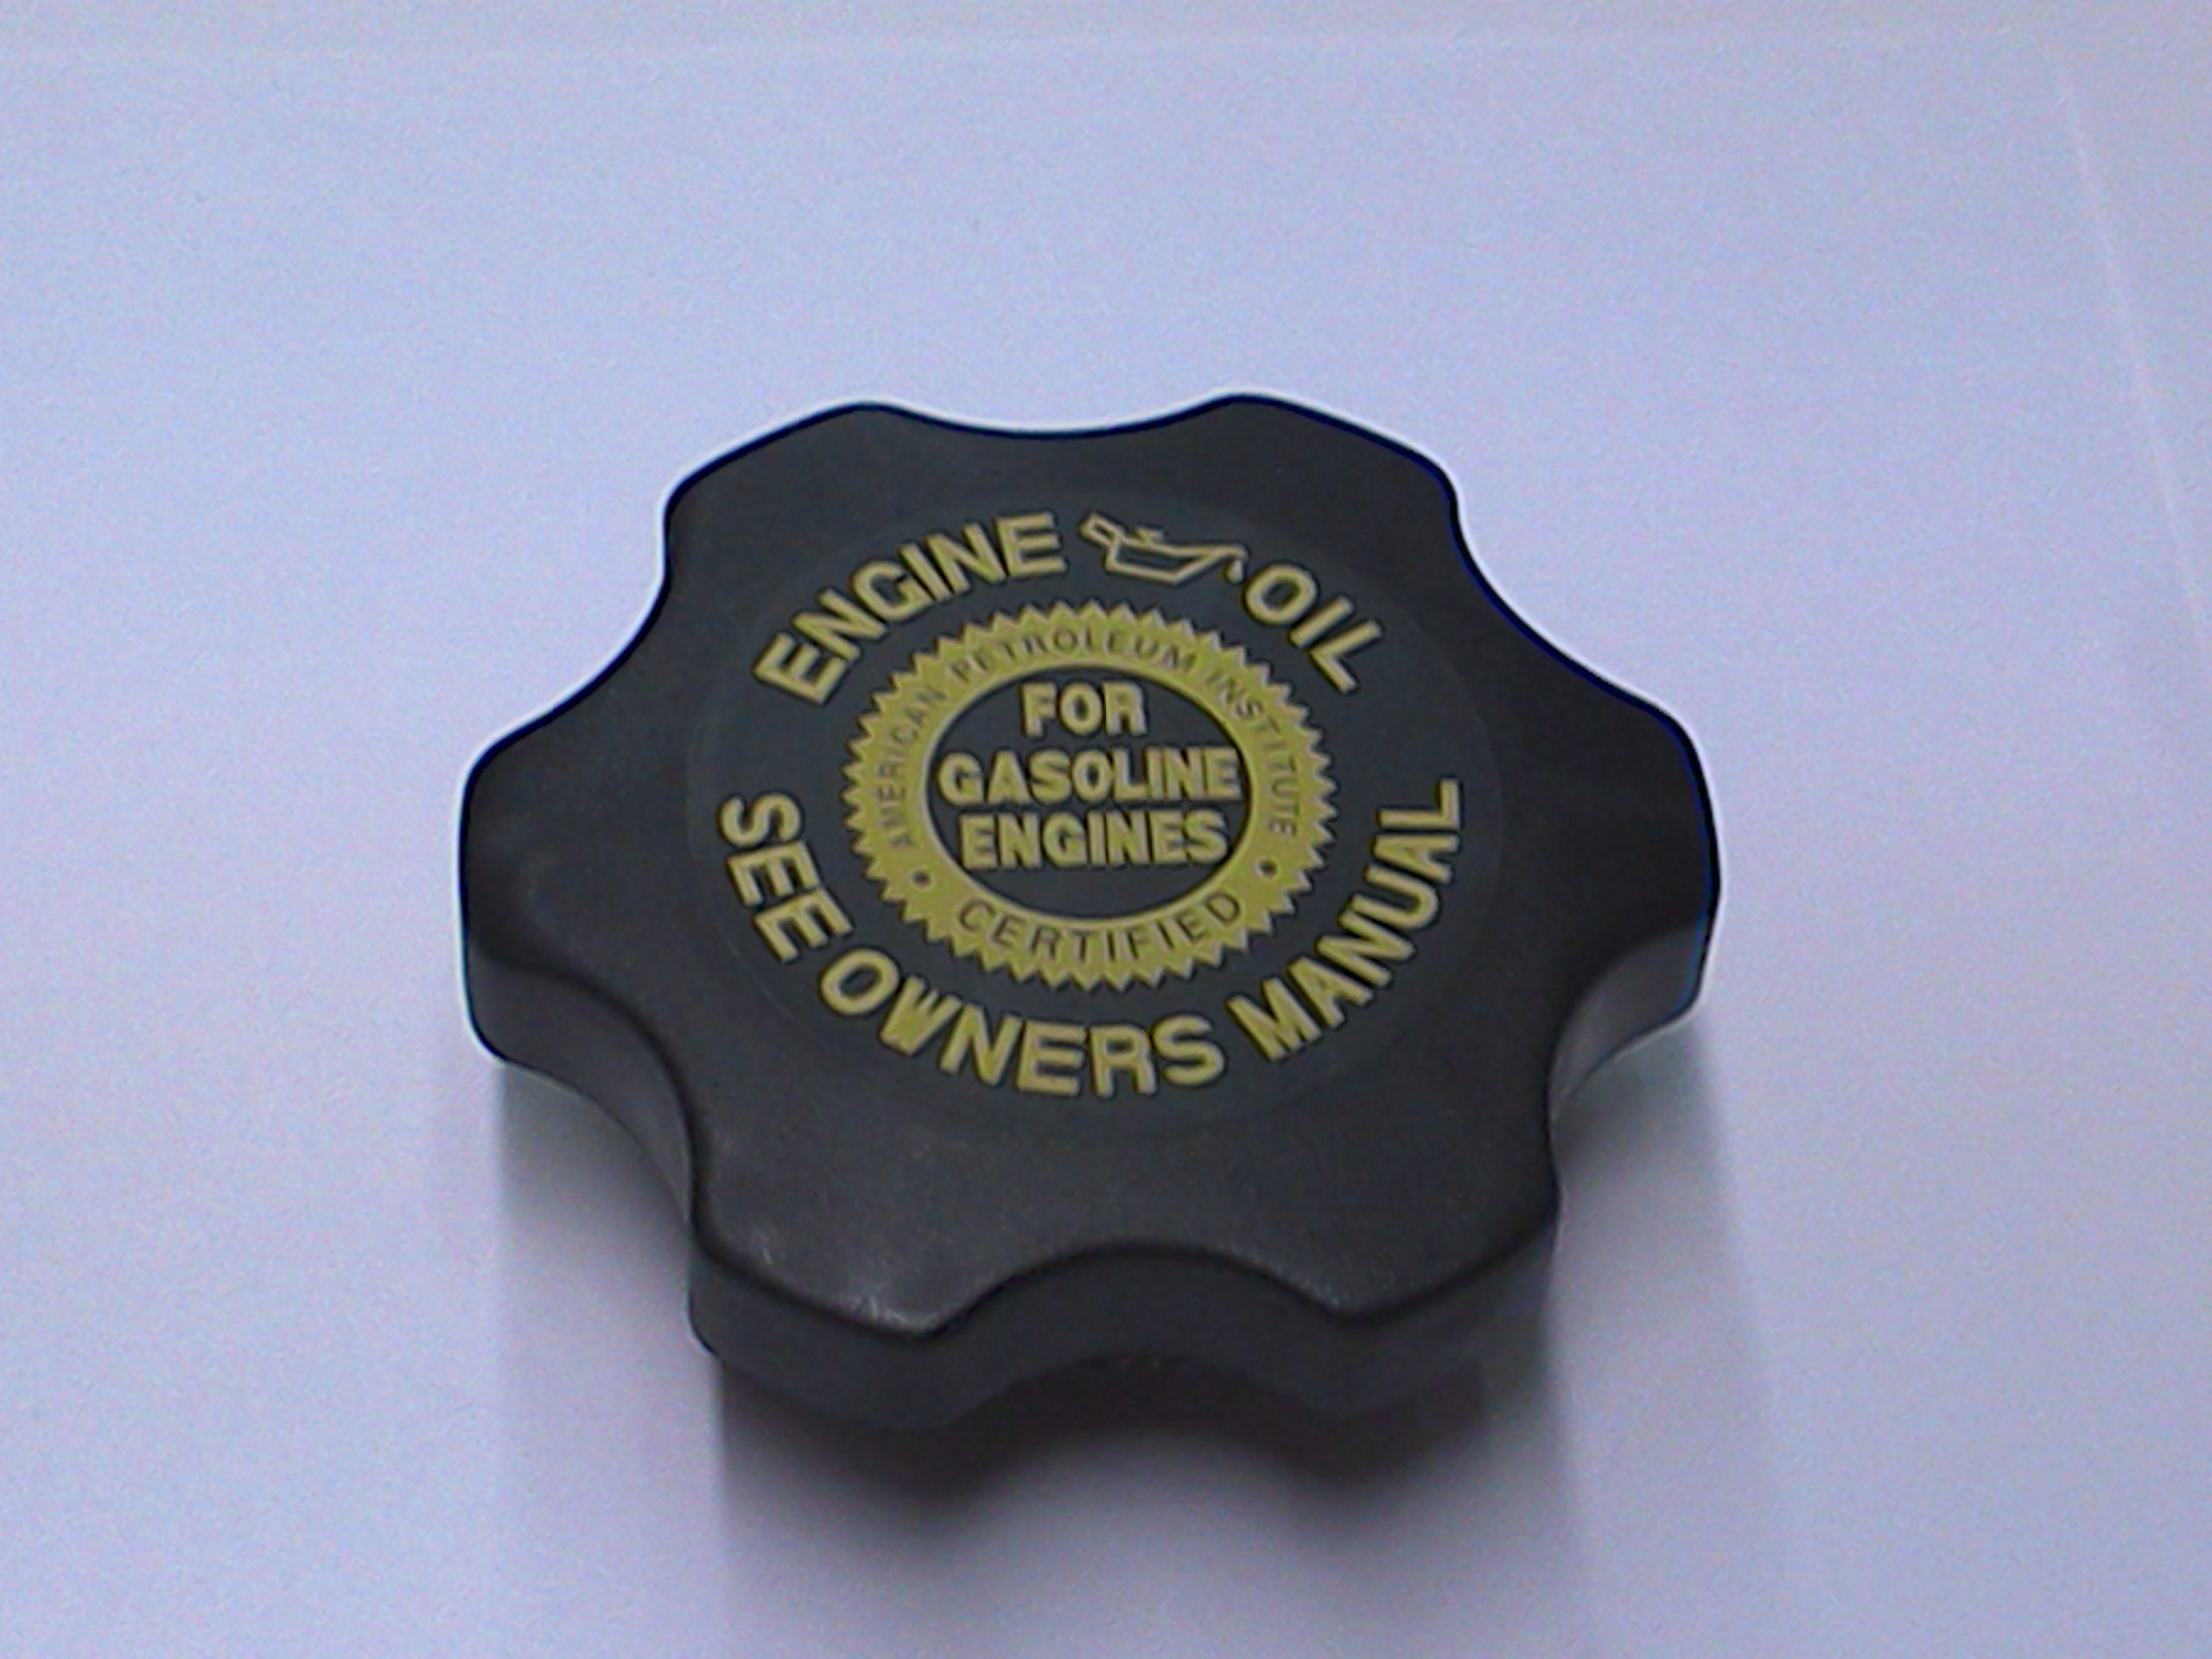 ENGINE OIL
AMERICAN PETROLEUM INSTITUTE
FOR
GASOLINE
ENGINES
CERTIFIED
SEE OWNERS MANUAL